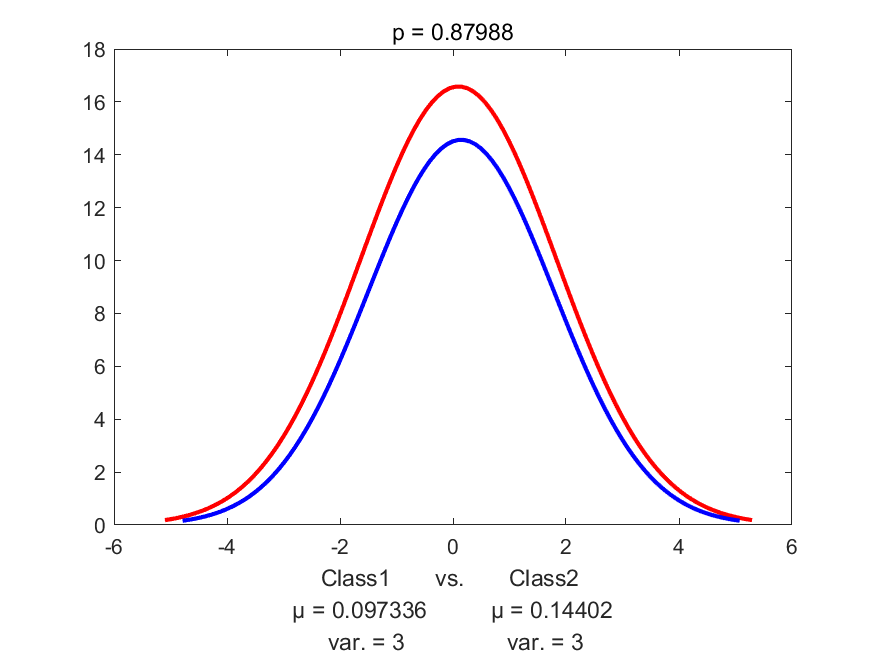 p = 0.87988
18
16
14
12
10
8
6
4
2
0
-6 -4 -2 0 2 4 6
Class1 vs. Class2
μ = 0.097336 μ = 0.14402
var. = 3 var. = 3